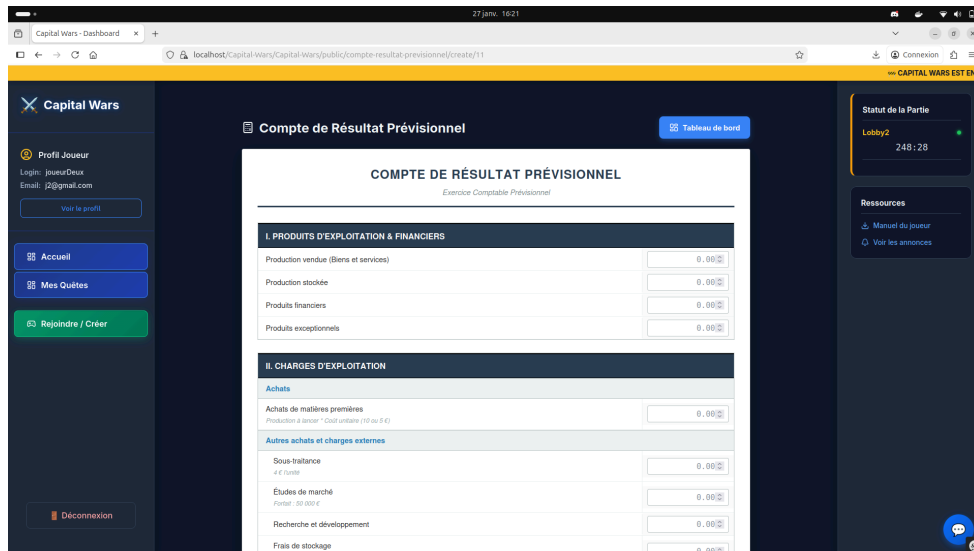 27 janv. 16:21
Capital Wars - Dashboard
localhost/Capital-Wars/Capital-Wars/public/compte-resultat-previsionnel/create/11
Connexion
CAPITAL WARS EST EN
Capital Wars
Profil Joueur
Login: joueurDeux
Email: j2@gmail.com
Voir le profil
Accueil
Mes Quêtes
Rejoindre / Créer
Déconnexion
Compte de Résultat Prévisionnel
Tableau de bord
COMPTE DE RÉSULTAT PRÉVISIONNEL
Exercice Comptable Prévisionnel
I. PRODUITS D'EXPLOITATION & FINANCIERS
Production vendue (Biens et services) 0.00
Production stockée 0.00
Produits financiers 0.00
Produits exceptionnels 0.00
II. CHARGES D'EXPLOITATION
Achats
Achats de matières premières 0.00
Production à lancer * Coût unitaire (10 ou 5 €)
Autres achats et charges externes
Sous-traitance 0.00
4 € l'unité
Études de marché 0.00
Forfait : 50 000 €
Recherche et développement 0.00
Frais de stockage 0.00
Statut de la Partie
Lobby2
248:28
Ressources
Manuel du joueur
Voir les annonces